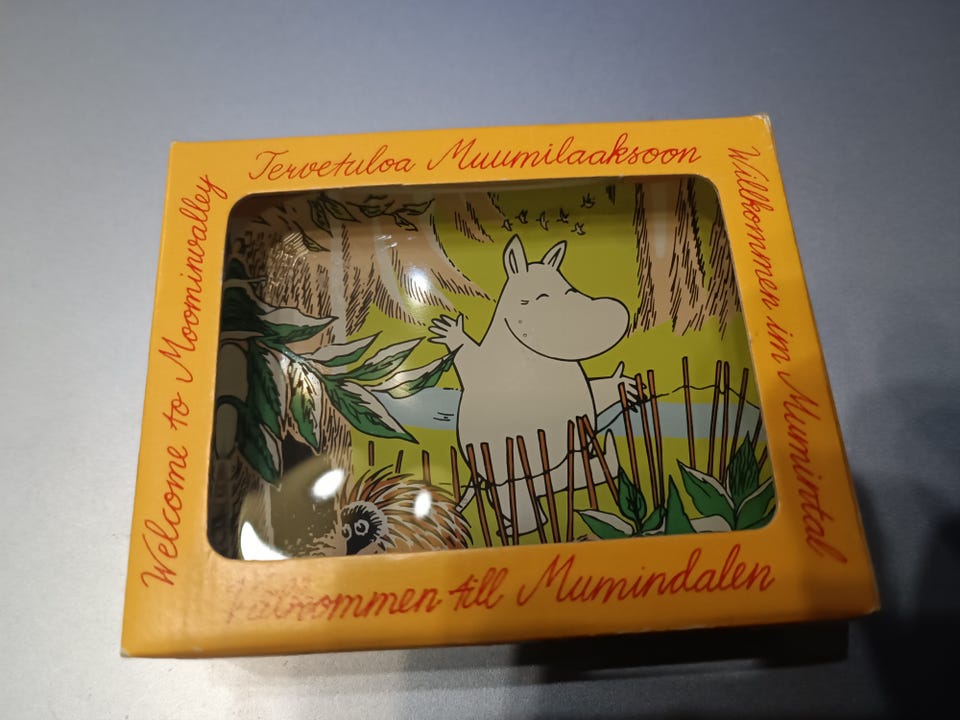 Tervetuloa Muumilaaksoon
Willkommen im Mumintal
Välkommen till Mumindalen
Welcome to Moominvalley